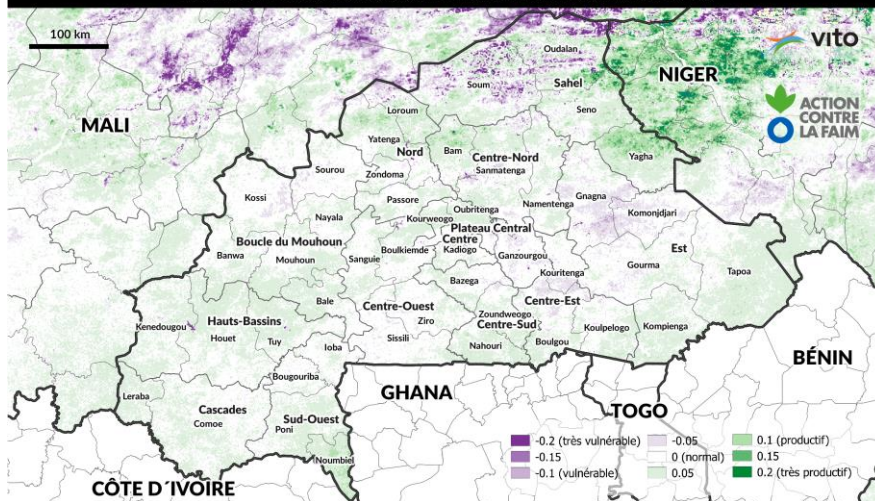 100 km
vito
ACTION
CONTRE
LA FAIM
MALI
NIGER
Oudalan
Soum
Sahel
Seno
Loroum
Yatenga
Nord
Bam
Centre-Nord
Sanmatenga
Yagha
Zondoma
Sourou
Kossi
Passore
Gnagna
Namentenga
Komonjdjari
Oubritenga
Kourweogo
Nayala
Plateau Central
Centre
Kadiogo
Boucle du Mouhoun
Banwa
Mouhoun
Sanguie
Boulkiemde
Ganzourgou
Kouritenga
Est
Gourma
Tapoa
Bale
Bazega
Centre-Ouest
Ziro
Sissili
Centre-Est
Zoundweogo
Centre-Sud
Nahouri
Boulgou
Koulpelogo
Kompienga
Kenedougou
Hauts-Bassins
Houet
Tuy
Ioba
Bougouriba
Leraba
Cascades
Comoe
Sud-Ouest
Poni
Noumbiel
GHANA
TOGO
BÉNIN
CÔTE D´IVOIRE
-0.2 (très vulnérable)
-0.15
-0.1 (vulnérable)
-0.05
0 (normal)
0.05
0.1 (productif)
0.15
0.2 (très productif)